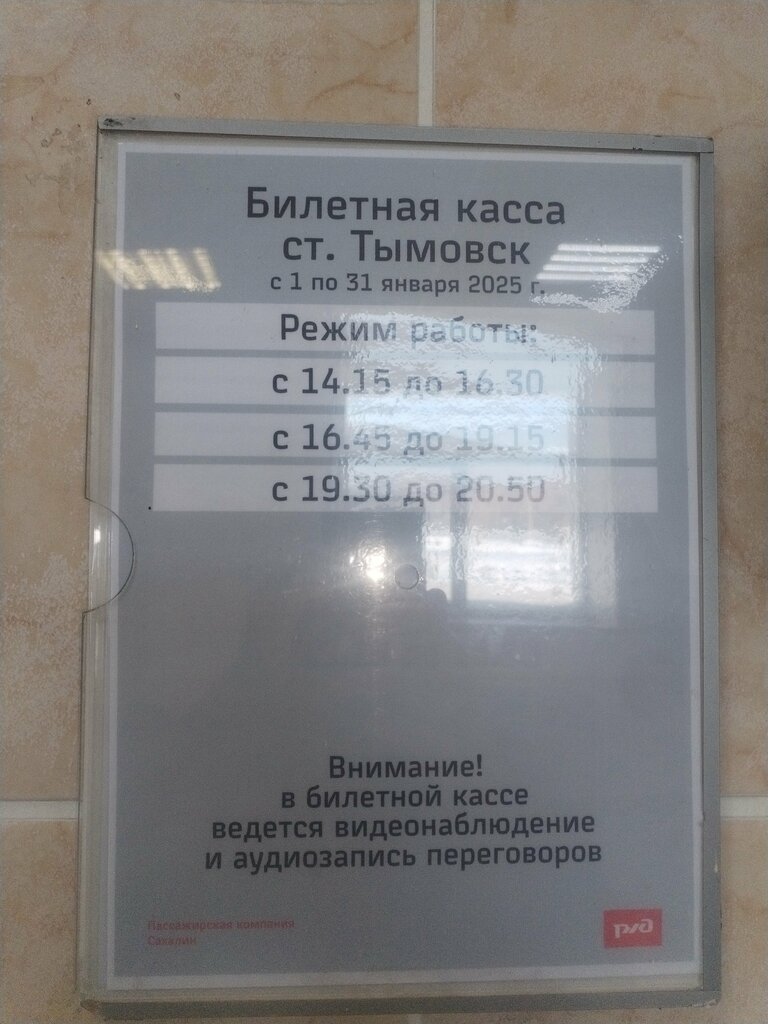 Билетная касса
ст. Тымовск
с 1 по 31 января 2025 г.
Режим работы:
с 14.15 до 16.30
с 16.45 до 19.15
с 19.30 до 20.50
Внимание!
в билетной кассе
ведется видеонаблюдение
и аудиозапись переговоров
Пассажирская компания
Сахалин
ржд